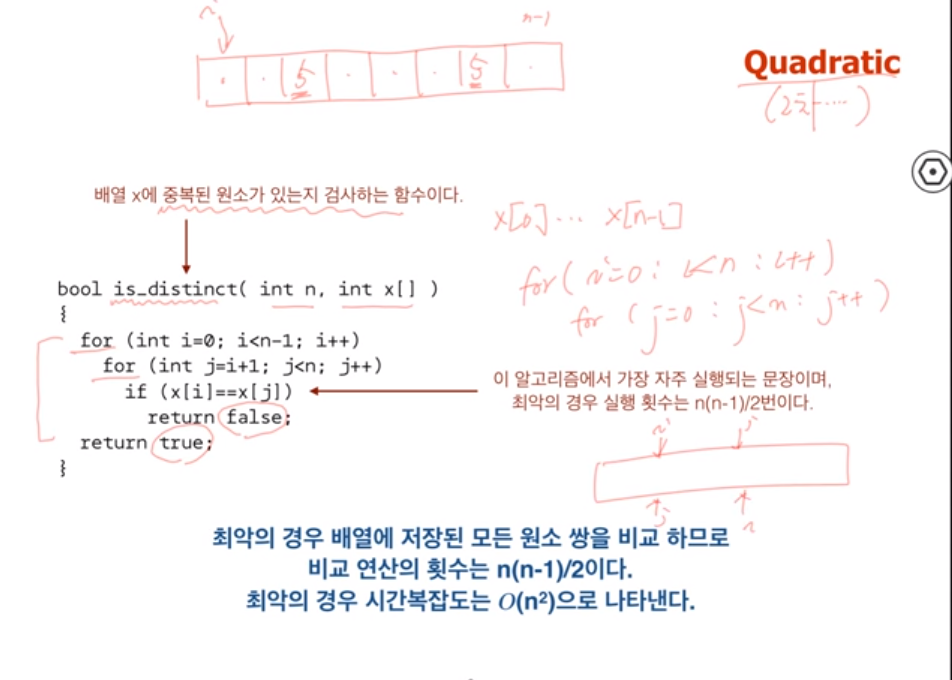 n-1
5 5
Quadratic
배열 x에 중복된 원소가 있는지 검사하는 함수이다.
x[0] ... x[n-1]
for( i=0 : i<n : i++)
for ( j=0 : j<n : j++ )
bool is_distinct( int n, int x[] )
{
for (int i=0; i<n-1; i++)
for (int j=i+1; j<n; j++)
if (x[i]==x[j])
return false;
return true;
}
이 알고리즘에서 가장 자주 실행되는 문장이며,
최악의 경우 실행 횟수는 n(n-1)/2번이다.
i j
j i
최악의 경우 배열에 저장된 모든 원소 쌍을 비교 하므로
비교 연산의 횟수는 n(n-1)/2이다.
최악의 경우 시간복잡도는 O(n²)으로 나타낸다.